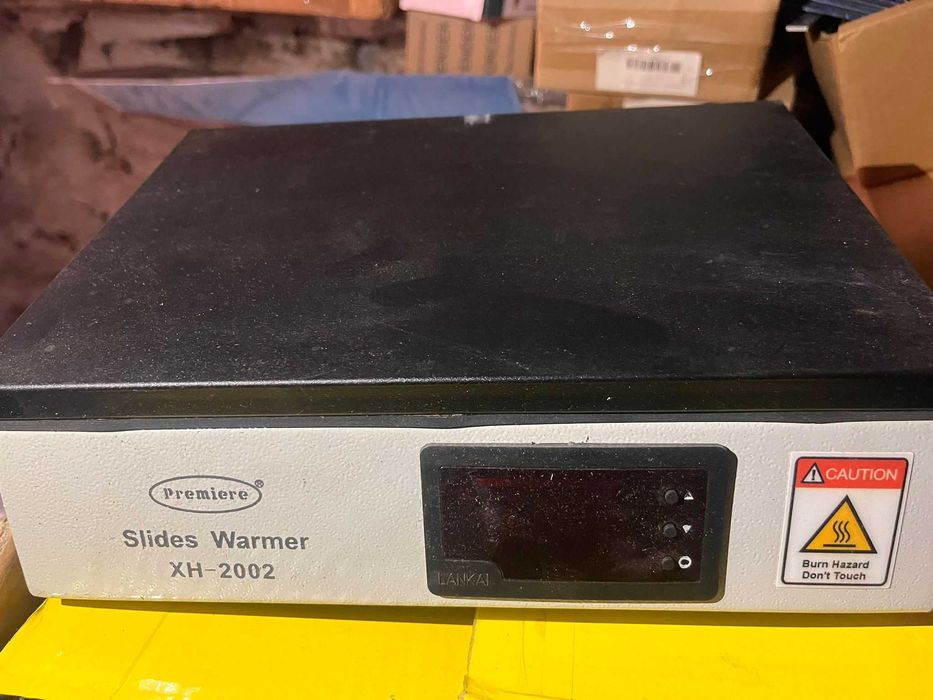 Premiere®
Slides Warmer
XH-2002
LANKAI
CAUTION
Burn Hazard
Don't Touch